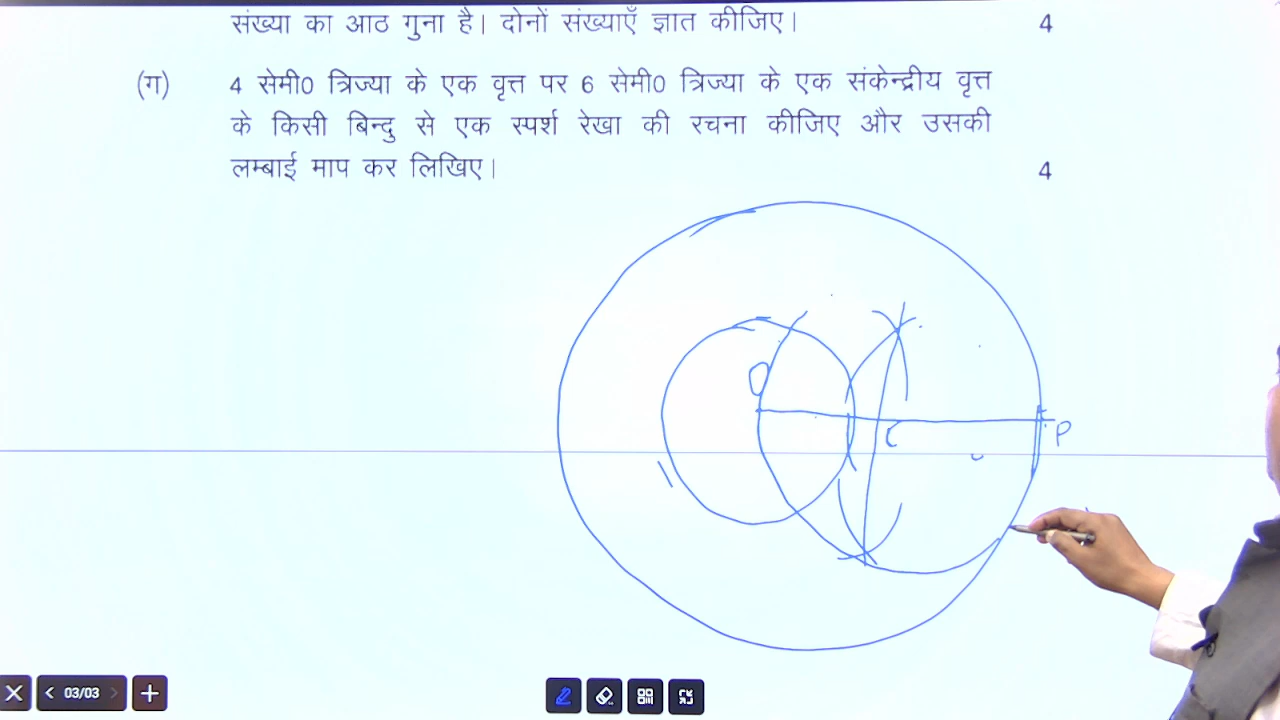 संख्या का आठ गुना है। दोनों संख्याएँ ज्ञात कीजिए। 4
(ग) 4 सेमी0 त्रिज्या के एक वृत्त पर 6 सेमी0 त्रिज्या के एक संकेन्द्रीय वृत्त
के किसी बिन्दु से एक स्पर्श रेखा की रचना कीजिए और उसकी
लम्बाई माप कर लिखिए। 4
O
C P
03/03